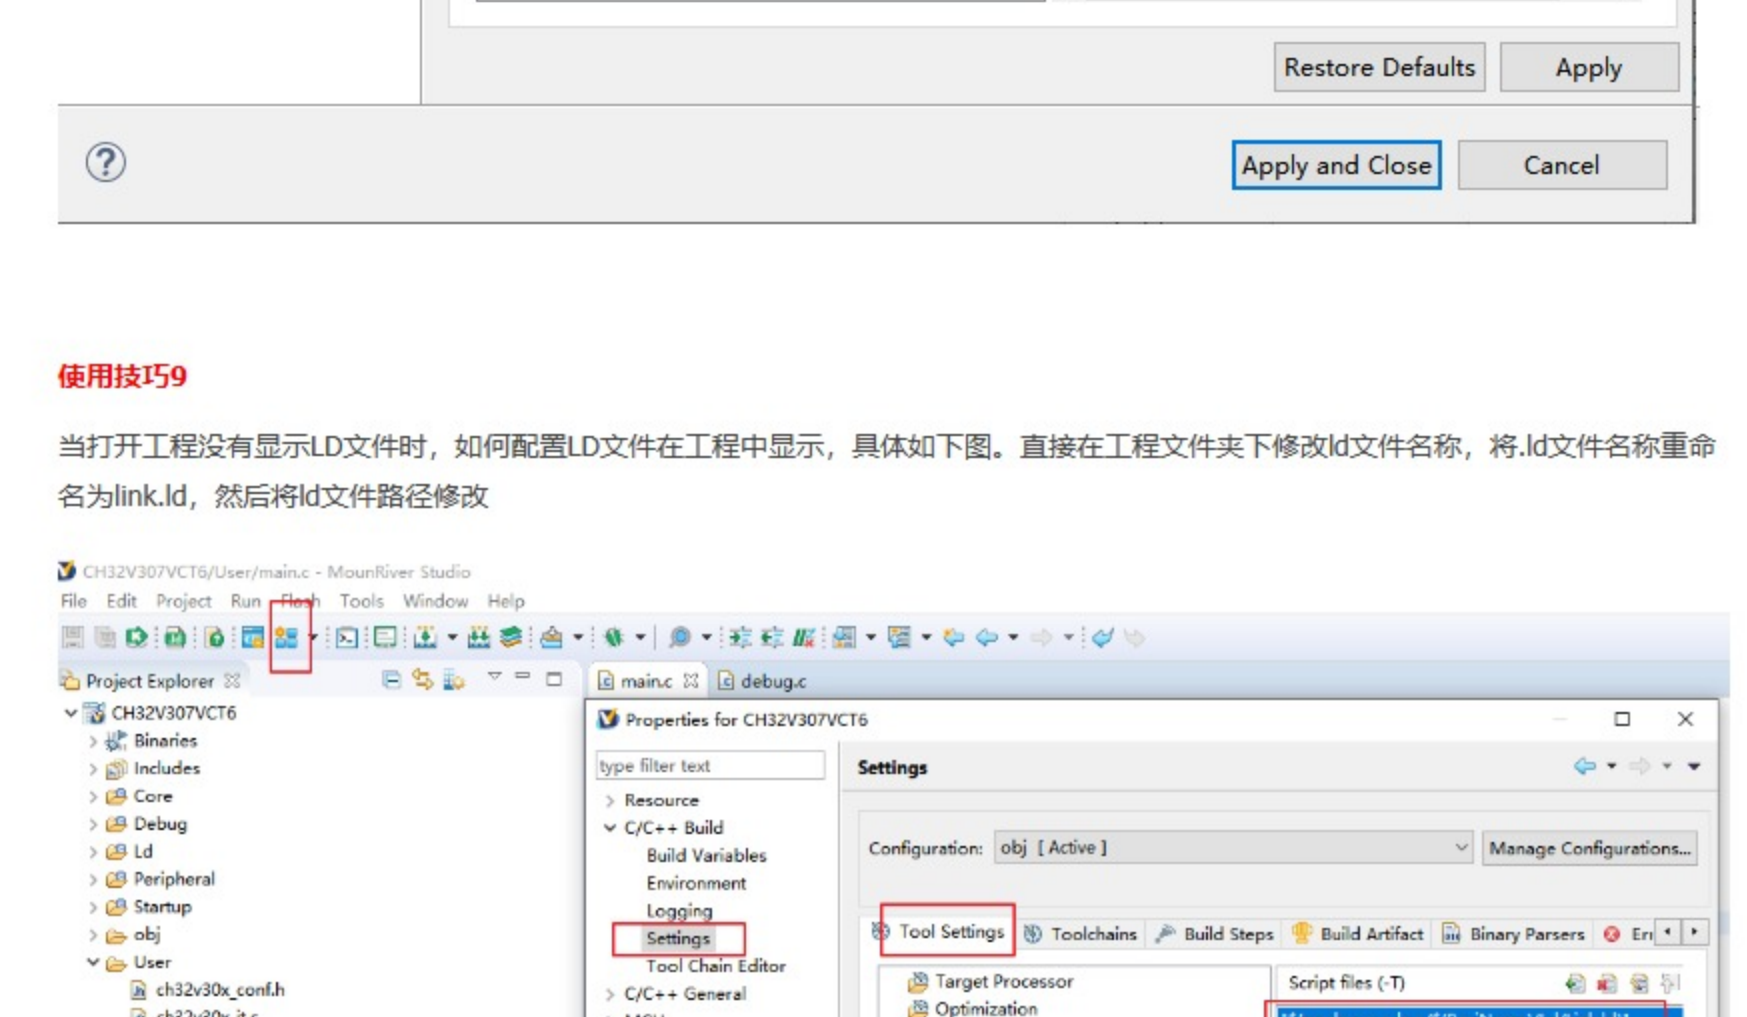 Restore Defaults Apply
Apply and Close Cancel
使用技巧9
当打开工程没有显示LD文件时，如何配置LD文件在工程中显示，具体如下图。直接在工程文件夹下修改ld文件名称，将.ld文件名称重命
名为link.ld，然后将ld文件路径修改
CH32V307VCT6/User/main.c - MounRiver Studio
File Edit Project Run Flash Tools Window Help
Project Explorer
main.c debug.c
CH32V307VCT6
Binaries
Includes
Core
Debug
Ld
Peripheral
Startup
obj
User
ch32v30x_conf.h
ch32v30x_it.c
Properties for CH32V307VCT6
type filter text
Resource
C/C++ Build
Build Variables
Environment
Logging
Settings
Tool Chain Editor
C/C++ General
Settings
Configuration: obj [ Active ] Manage Configurations...
Tool Settings Toolchains Build Steps Build Artifact Binary Parsers
Target Processor
Optimization
Script files (-T)